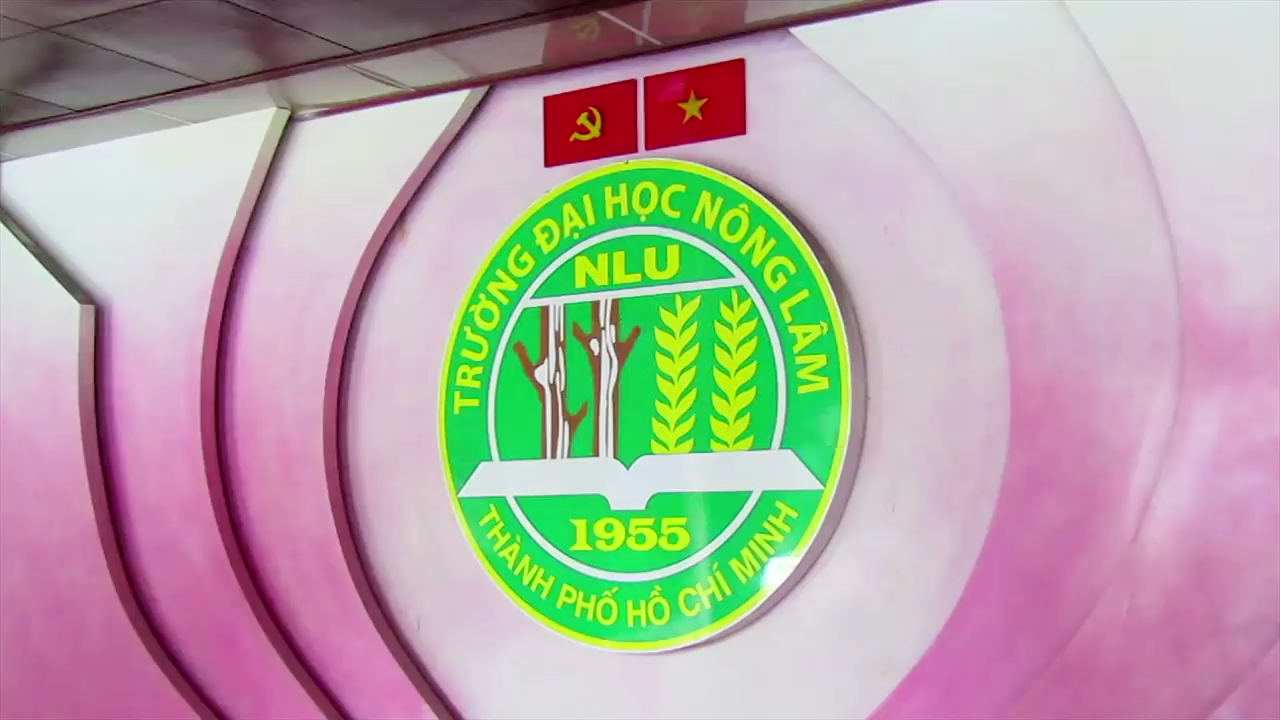 TRƯỜNG ĐẠI HỌC NÔNG LÂM
NLU
1955
THÀNH PHỐ HỒ CHÍ MINH